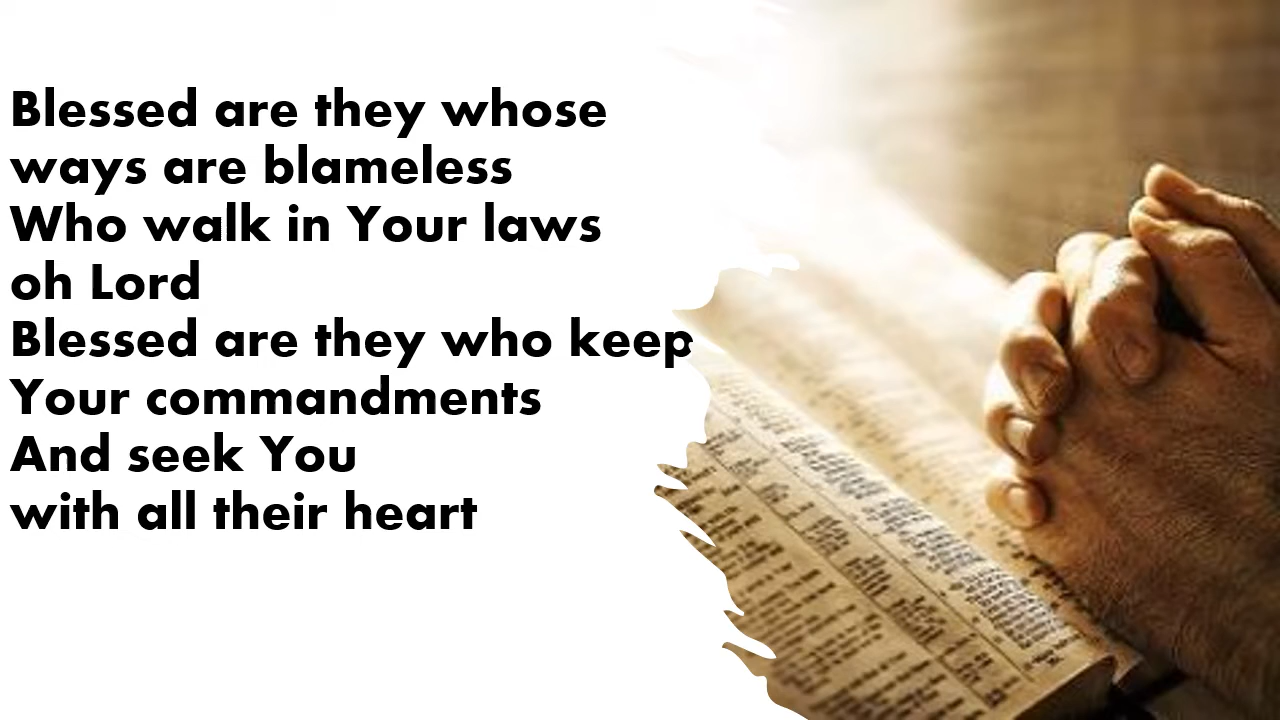 Blessed are they whose
ways are blameless
Who walk in Your laws
oh Lord
Blessed are they who keep
Your commandments
And seek You
with all their heart